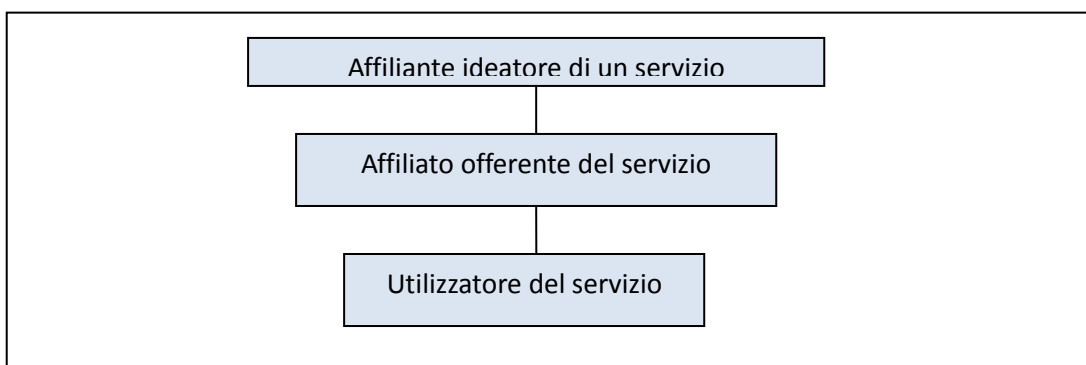 Affiliante ideatore di un servizio
Affiliato offerente del servizio
Utilizzatore del servizio